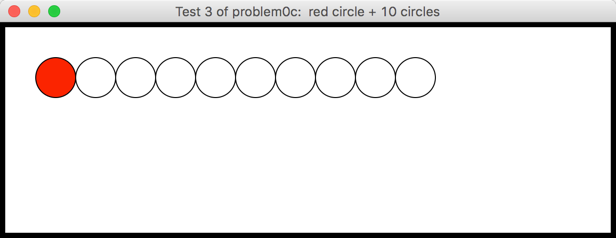 Test 3 of problem0c:  red circle + 10 circles